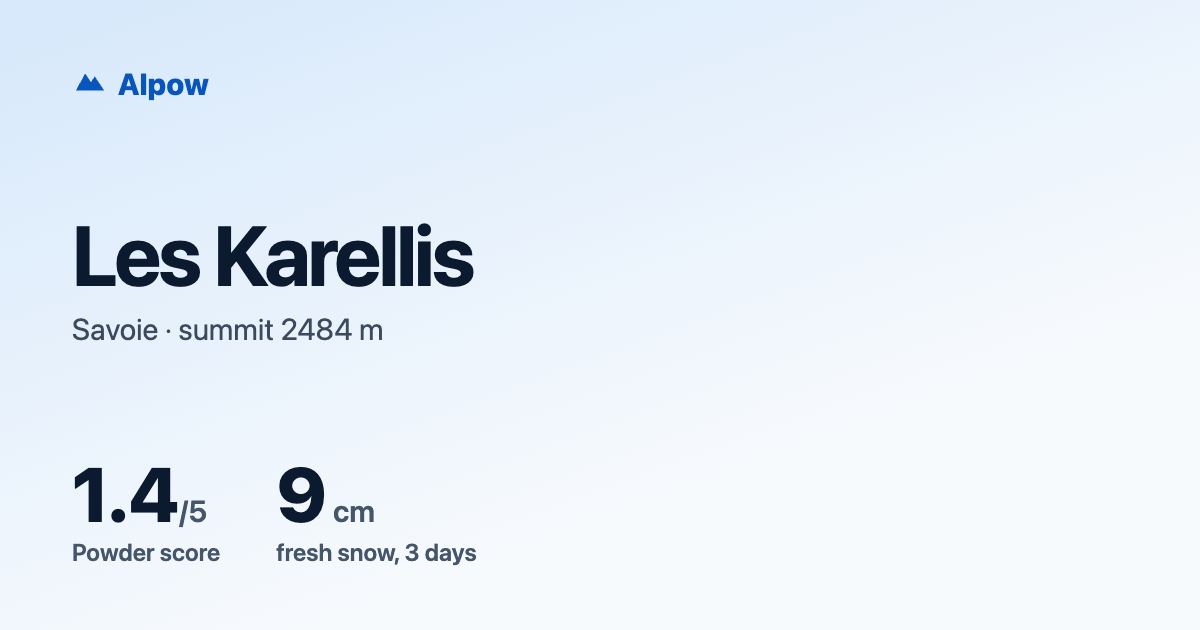 Alpow
Les Karellis
Savoie · summit 2484 m
1.4/5
Powder score
9 cm
fresh snow, 3 days